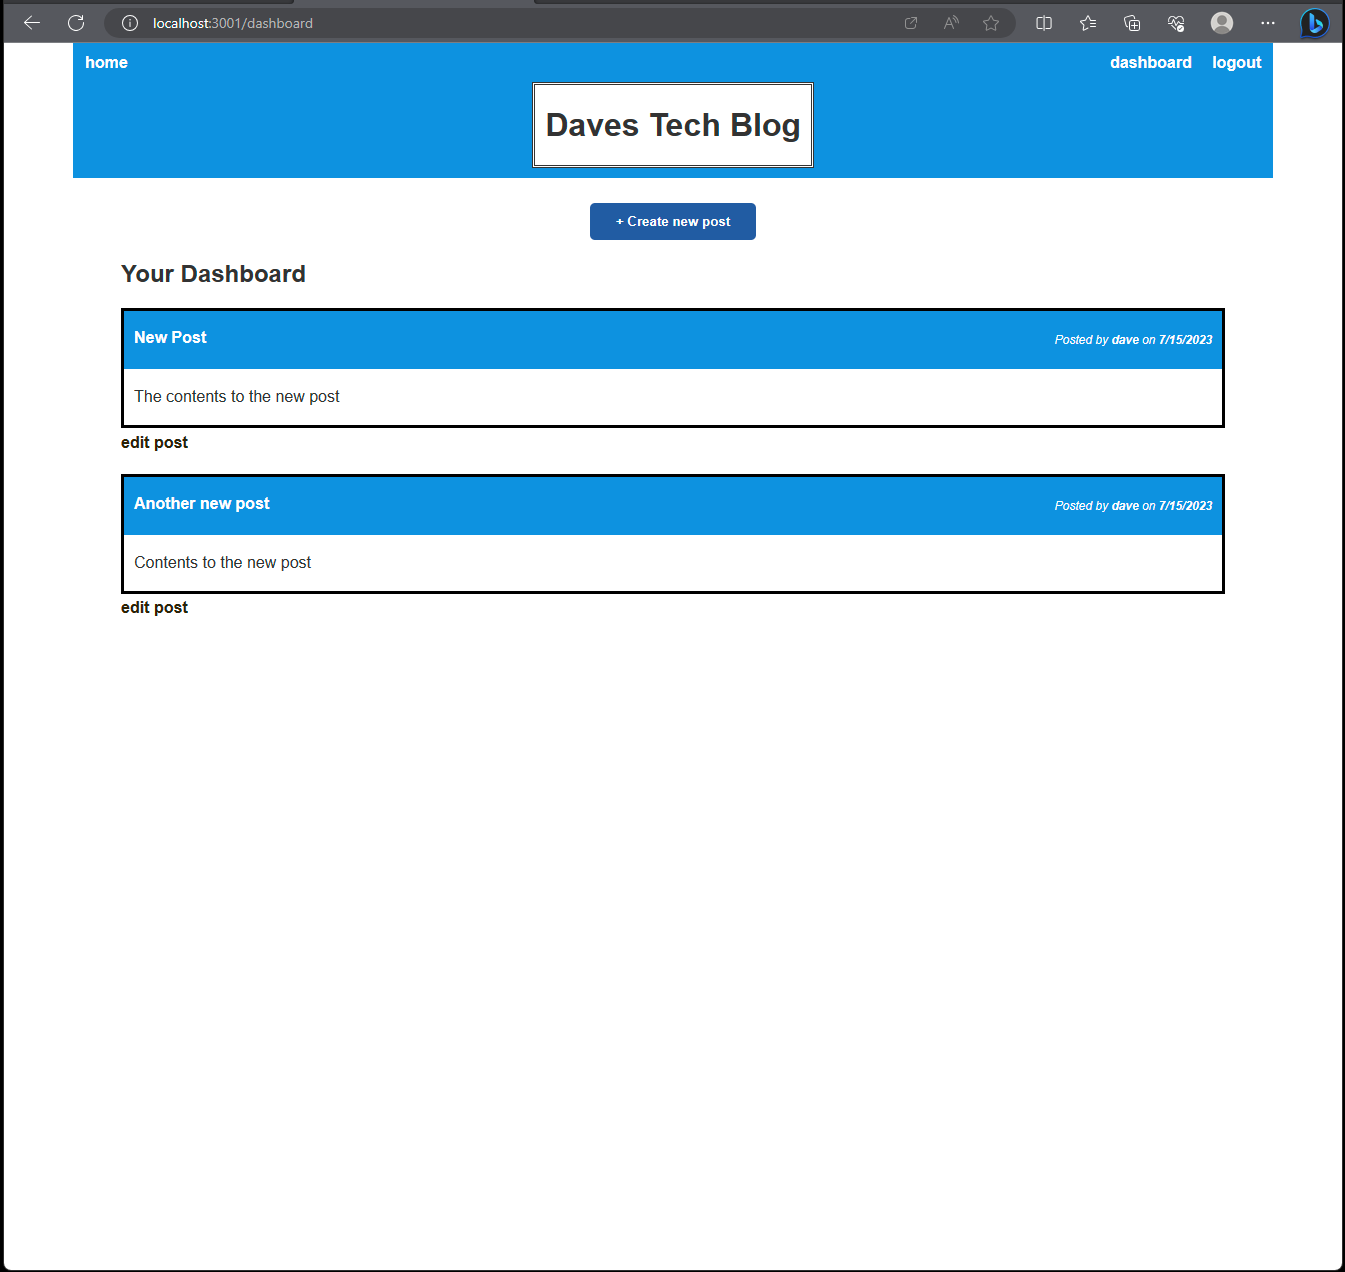 localhost:3001/dashboard
home dashboard logout
Daves Tech Blog
+ Create new post
Your Dashboard
New Post Posted by dave on 7/15/2023
The contents to the new post
edit post
Another new post Posted by dave on 7/15/2023
Contents to the new post
edit post